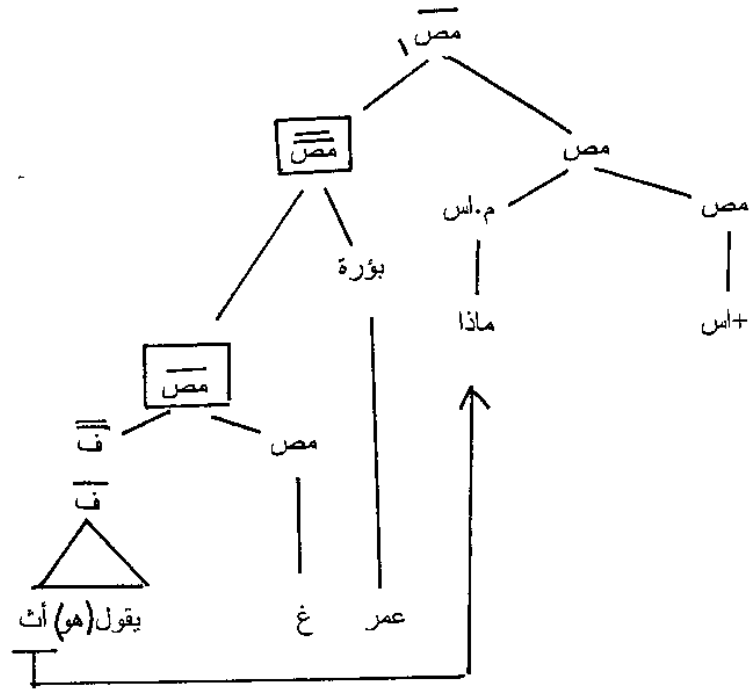 مص١
مص
مص
م.اس
مص
بؤرة
ماذا
+اس
مص
مص
ف
ف
عمر
غ
يقول(هو) أث